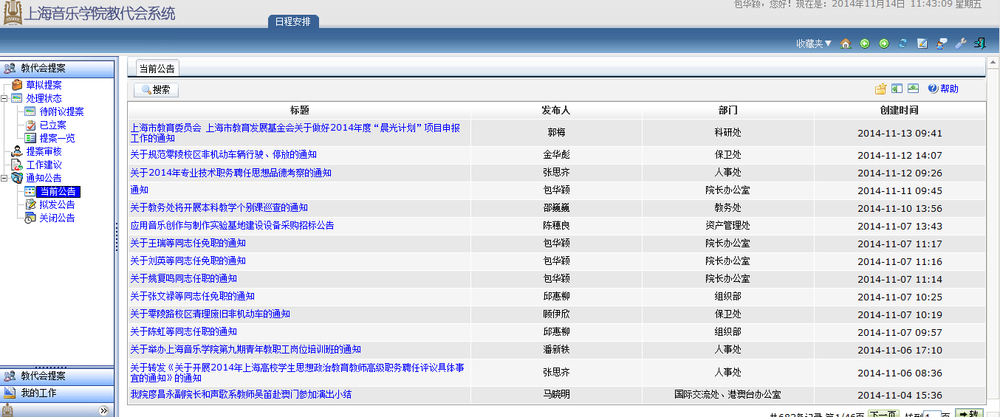 上海音乐学院教代会系统
包华颖，您好！现在是：2014年11月14日 11:43:09 星期五
日程安排
收藏夹
教代会提案
草拟提案
处理状态
待附议提案
已立案
提案一览
提案审核
工作建议
通知公告
当前公告
拟发公告
关闭公告
教代会提案
我的工作
当前公告
搜索
帮助
标题 发布人 部门 创建时间
上海市教育委员会 上海市教育发展基金会关于做好2014年度“晨光计划”项目申报
工作的通知 郭梅 科研处 2014-11-13 09:41
关于规范零陵校区非机动车辆行驶、停放的通知 金华彪 保卫处 2014-11-12 14:07
关于2014年专业技术职务聘任思想品德考察的通知 张思齐 人事处 2014-11-12 09:26
通知 包华颖 院长办公室 2014-11-11 09:45
关于教务处将开展本科教学个别课巡查的通知 邵巍巍 教务处 2014-11-10 13:56
应用音乐创作与制作实验基地建设设备采购招标公告 陈穗良 资产管理处 2014-11-07 13:43
关于王瑞等同志任免职的通知 包华颖 院长办公室 2014-11-07 11:17
关于刘英等同志任免职的通知 包华颖 院长办公室 2014-11-07 11:16
关于姚复鸣同志任职的通知 包华颖 院长办公室 2014-11-07 11:14
关于张文禄等同志任免职的通知 邱惠柳 组织部 2014-11-07 10:25
关于零陵路校区清理废旧非机动车的通知 顾伊欣 保卫处 2014-11-07 10:19
关于陈虹等同志任职的通知 邱惠柳 组织部 2014-11-07 09:57
关于举办上海音乐学院第九期青年教职工岗位培训班的通知 潘新轶 人事处 2014-11-06 17:10
关于转发《关于开展2014年上海高校学生思想政治教育教师高级职务聘任评议具体事
宜的通知》的通知 张思齐 人事处 2014-11-06 08:36
我院廖昌永副院长和声歌系教师吴笛赴澳门参加演出小结 马晓明 国际交流处、港澳台办公室 2014-11-04 15:36
共682条记录 第1/46页 下一页 转到 1 页 转